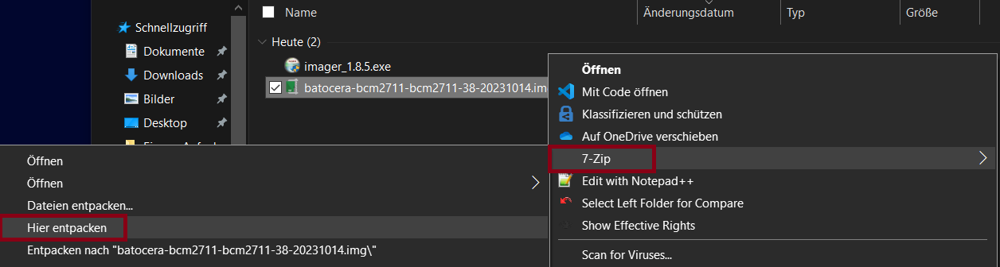 Name
Änderungsdatum
Typ
Größe
Schnellzugriff
Dokumente
Downloads
Bilder
Desktop
Heute (2)
imager_1.8.5.exe
batocera-bcm2711-bcm2711-38-20231014.im
Öffnen
Mit Code öffnen
Klassifizieren und schützen
Auf OneDrive verschieben
7-Zip
Edit with Notepad++
Select Left Folder for Compare
Show Effective Rights
Scan for Viruses...
Öffnen
Öffnen
Dateien entpacken...
Hier entpacken
Entpacken nach "batocera-bcm2711-bcm2711-38-20231014.img\"